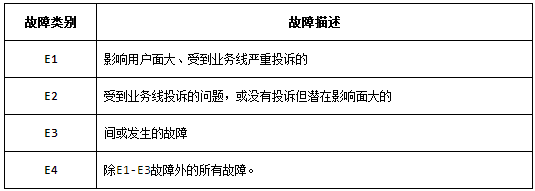 故障类别 故障描述
E1 影响用户面大、受到业务线严重投诉的
E2 受到业务线投诉的问题，或没有投诉但潜在影响面大的
E3 间或发生的故障
E4 除E1-E3故障外的所有故障。